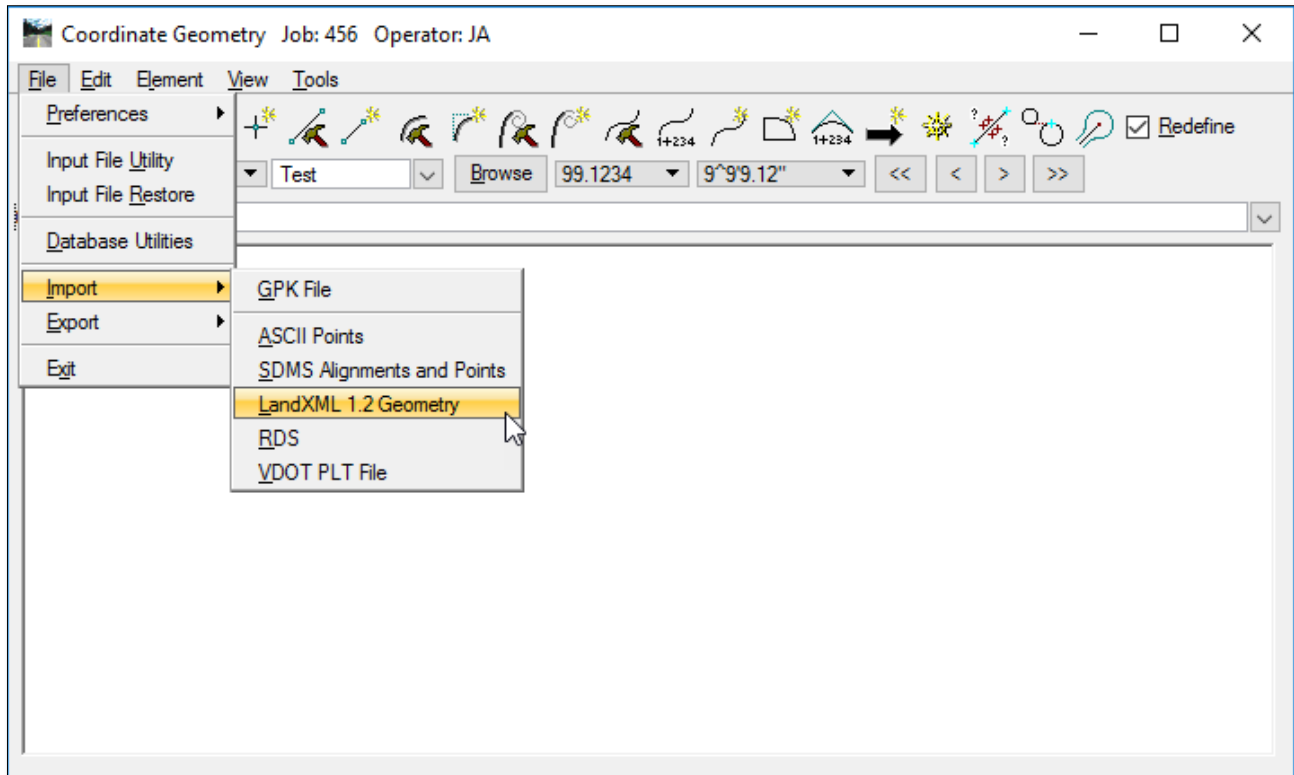 Coordinate Geometry Job: 456 Operator: JA
File Edit Element View Tools
Preferences
1+234 1+234 ? ? Redefine
Input File Utility
Test Browse 99.1234 9^9'9.12" << < > >>
Input File Restore
Database Utilities
Import
GPK File
Export
ASCII Points
Exit
SDMS Alignments and Points
LandXML 1.2 Geometry
RDS
VDOT PLT File